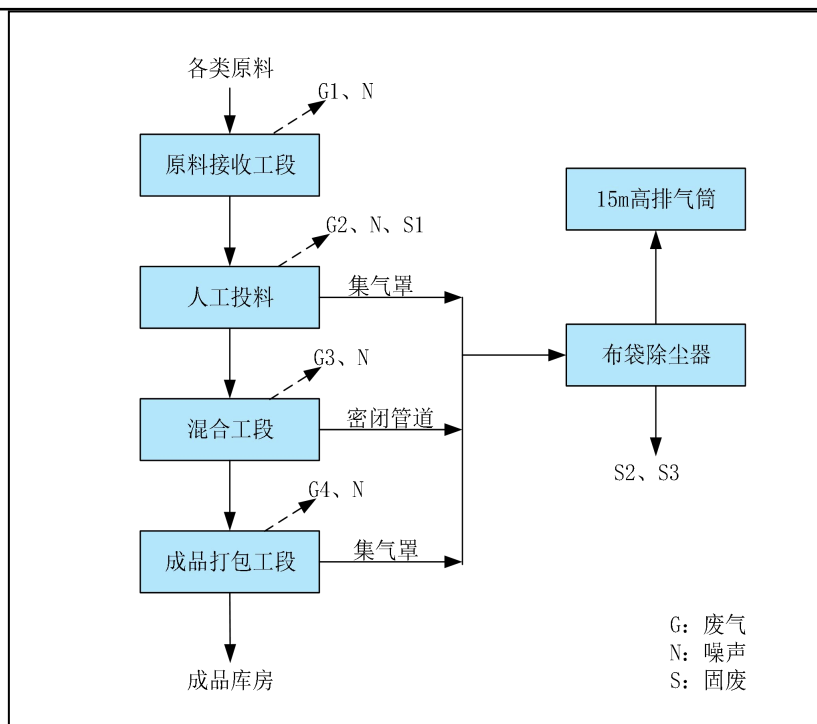 各类原料
G1、N
原料接收工段
15m高排气筒
G2、N、S1
人工投料
集气罩
布袋除尘器
G3、N
混合工段
密闭管道
S2、S3
G4、N
成品打包工段
集气罩
成品库房
G：废气
N：噪声
S：固废